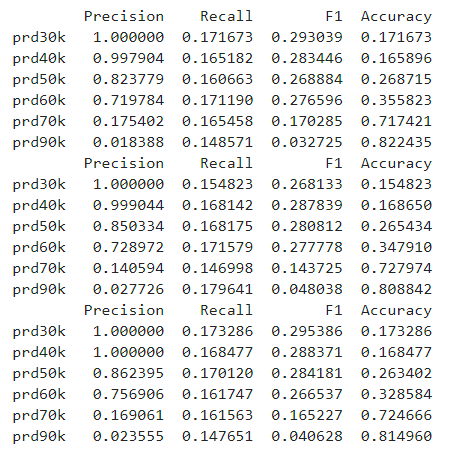 Precision Recall F1 Accuracy
prd30k 1.000000 0.171673 0.293039 0.171673
prd40k 0.997904 0.165182 0.283446 0.165896
prd50k 0.823779 0.160663 0.268884 0.268715
prd60k 0.719784 0.171190 0.276596 0.355823
prd70k 0.175402 0.165458 0.170285 0.717421
prd90k 0.018388 0.148571 0.032725 0.822435
Precision Recall F1 Accuracy
prd30k 1.000000 0.154823 0.268133 0.154823
prd40k 0.999044 0.168142 0.287839 0.168650
prd50k 0.850334 0.168175 0.280812 0.265434
prd60k 0.728972 0.171579 0.277778 0.347910
prd70k 0.140594 0.146998 0.143725 0.727974
prd90k 0.027726 0.179641 0.048038 0.808842
Precision Recall F1 Accuracy
prd30k 1.000000 0.173286 0.295386 0.173286
prd40k 1.000000 0.168477 0.288371 0.168477
prd50k 0.862395 0.170120 0.284181 0.263402
prd60k 0.756906 0.161747 0.266537 0.328584
prd70k 0.169061 0.161563 0.165227 0.724666
prd90k 0.023555 0.147651 0.040628 0.814960